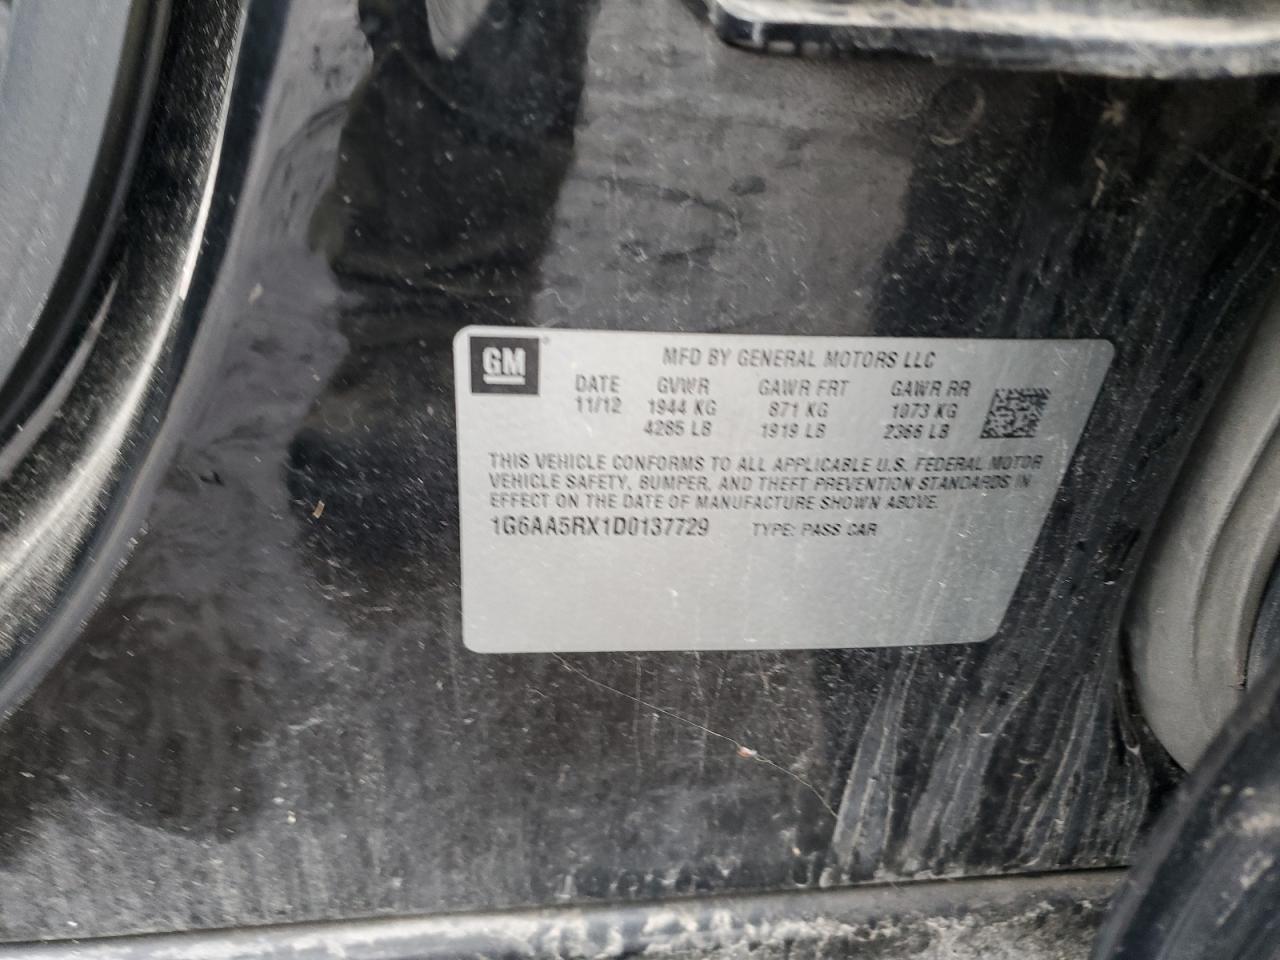 GM
MFD BY GENERAL MOTORS LLC
DATE GVWR GAWR FRT GAWR RR
11/12 1944 KG 871 KG 1073 KG
4285 LB 1919 LB 2366 LB
THIS VEHICLE CONFORMS TO ALL APPLICABLE U.S. FEDERAL MOTOR
VEHICLE SAFETY, BUMPER, AND THEFT PREVENTION STANDARDS IN
EFFECT ON THE DATE OF MANUFACTURE SHOWN ABOVE.
1G6AA5RX1D0137729 TYPE: PASS CAR